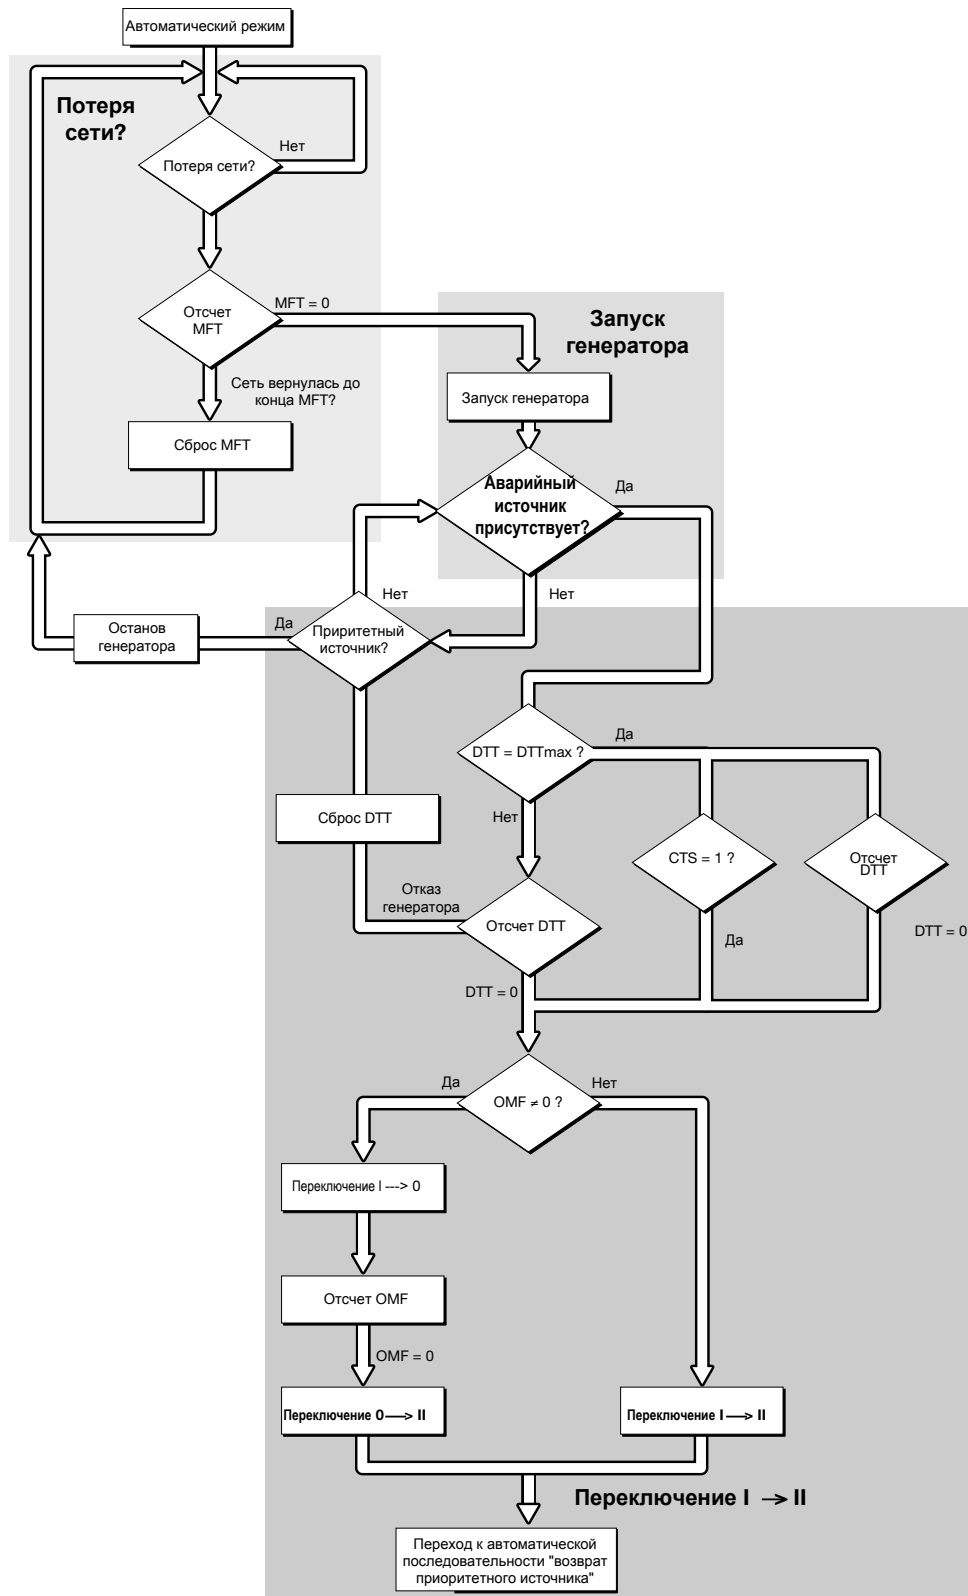 Автоматический режим
Потеря
сети?
Нет
Потеря сети?
Отсчет
MFT
MFT = 0
Запуск
генератора
Сеть вернулась до
конца MFT?
Запуск генератора
Сброс MFT
Аварийный
источник
присутствует?
Да
Нет
Нет
Останов
генератора
Да
Приритетный
источник?
DTT = DTTmax ?
Да
Сброс DTT
Нет
CTS = 1 ?
Отсчет
DTT
Отказ
генератора
Отсчет DTT
Да
DTT = 0
DTT = 0
Да
Нет
OMF ≠ 0 ?
Переключение I ---> 0
Отсчет OMF
OMF = 0
Переключение 0 —> II
Переключение I —> II
Переключение I → II
Переход к автоматической
последовательности "возврат
приоритетного источника"